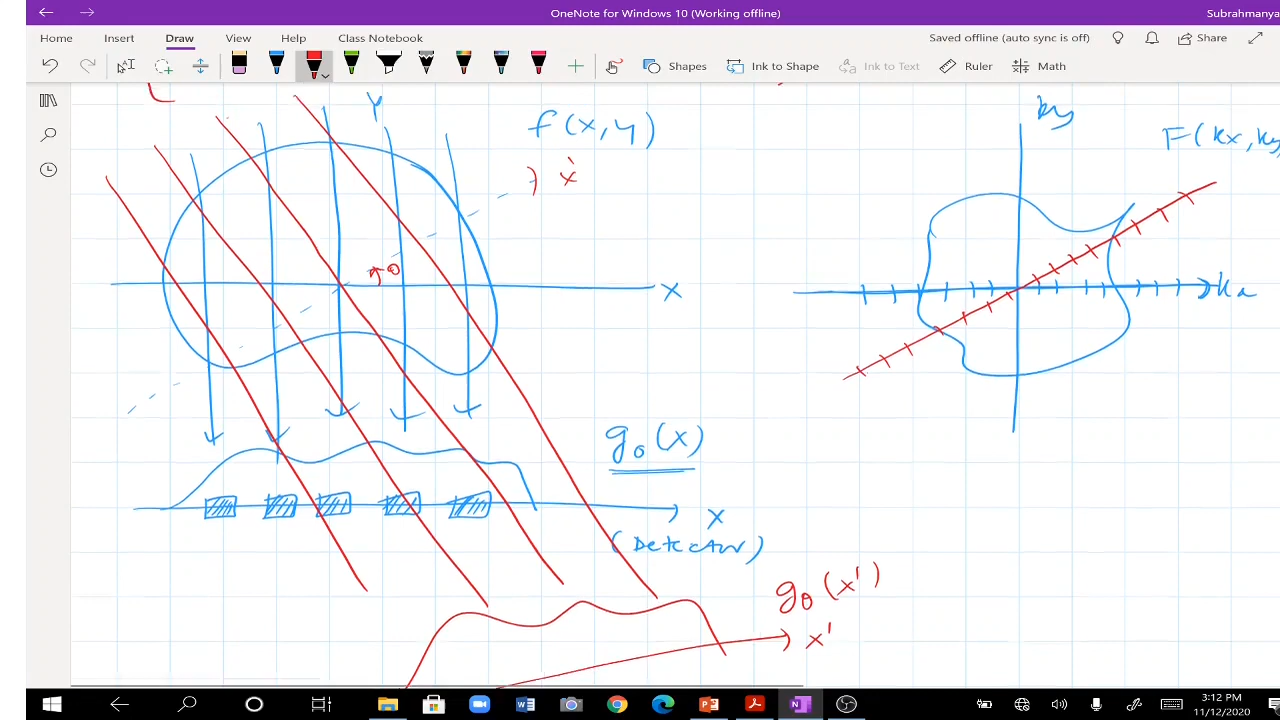 OneNote for Windows 10 (Working offline)
Subrahmanya
Home Insert Draw View Help Class Notebook
Saved offline (auto sync is off) Share
Shapes Ink to Shape Ink to Text Ruler Math
Y
f(x,y)
x'
θ
X
ky
F(kx, ky
kx
g0(x)
X
(Detector)
gθ(x')
x'
3:12 PM
11/12/2020